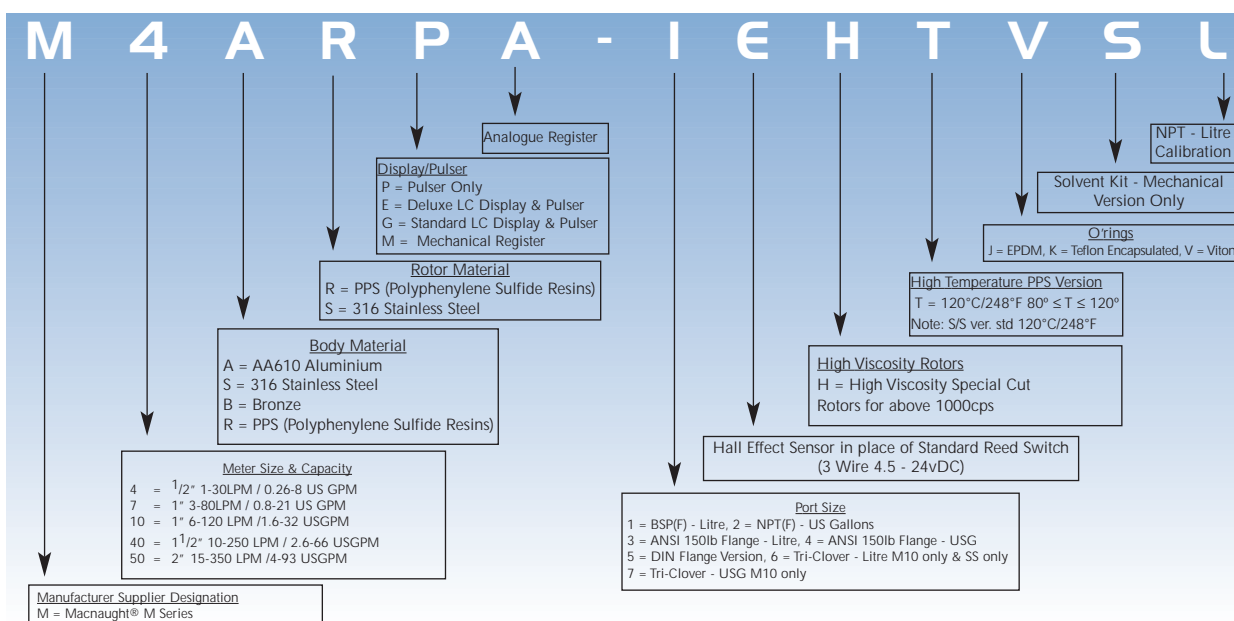 M 4 A R P A - I E H T V S L
Analogue Register
NPT - Litre
Calibration
Display/Pulser
P = Pulser Only
E = Deluxe LC Display & Pulser
G = Standard LC Display & Pulser
M = Mechanical Register
Solvent Kit - Mechanical
Version Only
O'rings
J = EPDM, K = Teflon Encapsulated, V = Viton
Rotor Material
R = PPS (Polyphenylene Sulfide Resins)
S = 316 Stainless Steel
High Temperature PPS Version
T = 120°C/248°F 80º ≤ T ≤ 120º
Note: S/S ver. std 120°C/248°F
Body Material
A = AA610 Aluminium
S = 316 Stainless Steel
B = Bronze
R = PPS (Polyphenylene Sulfide Resins)
High Viscosity Rotors
H = High Viscosity Special Cut
Rotors for above 1000cps
Hall Effect Sensor in place of Standard Reed Switch
(3 Wire 4.5 - 24vDC)
Meter Size & Capacity
4 = 1/2" 1-30LPM / 0.26-8 US GPM
7 = 1" 3-80LPM / 0.8-21 US GPM
10 = 1" 6-120 LPM /1.6-32 USGPM
40 = 1 1/2" 10-250 LPM / 2.6-66 USGPM
50 = 2" 15-350 LPM /4-93 USGPM
Port Size
1 = BSP(F) - Litre, 2 = NPT(F) - US Gallons
3 = ANSI 150lb Flange - Litre, 4 = ANSI 150lb Flange - USG
5 = DIN Flange Version, 6 = Tri-Clover - Litre M10 only & SS only
7 = Tri-Clover - USG M10 only
Manufacturer Supplier Designation
M = Macnaught® M Series